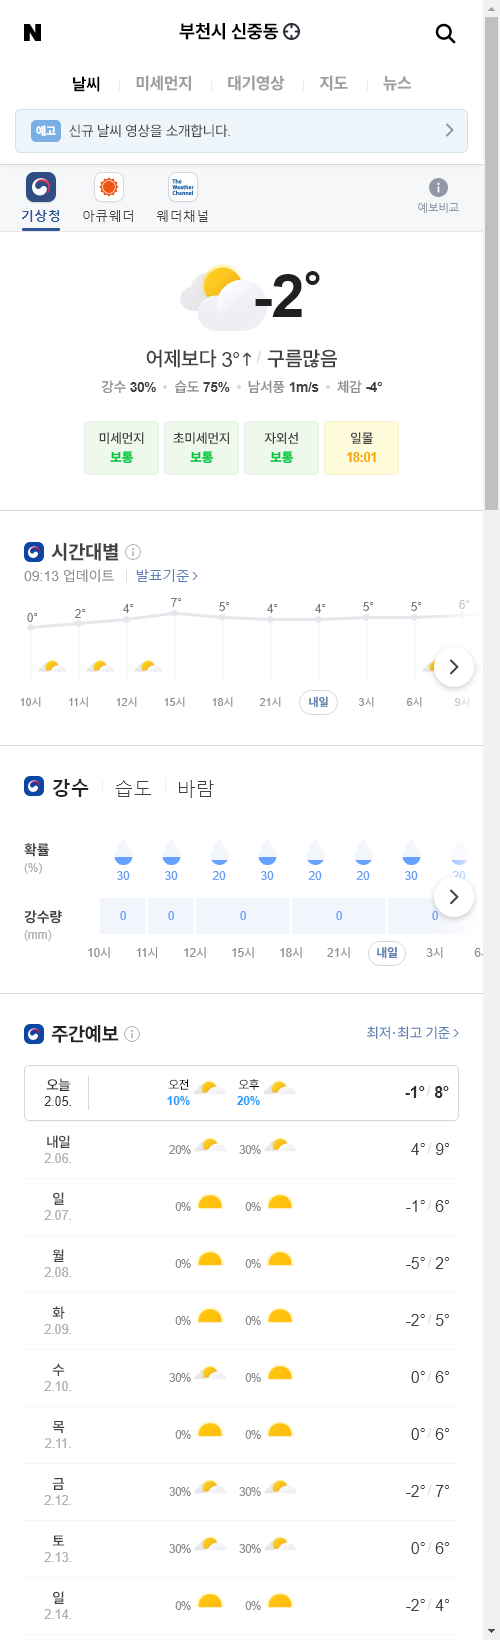 N 부천시 신중동
날씨 미세먼지 대기영상 지도 뉴스
예고 신규 날씨 영상을 소개합니다.
The Weather Channel
기상청 아큐웨더 웨더채널 예보비교
-2°
어제보다 3°↑ / 구름많음
강수 30% • 습도 75% • 남서풍 1m/s • 체감 -4°
미세먼지 초미세먼지 자외선 일몰
보통 보통 보통 18:01
시간대별
09:13 업데이트 발표기준 >
0° 2° 4° 7° 5° 4° 4° 5° 5° 6°
10시 11시 12시 15시 18시 21시 내일 3시 6시 9시
강수 습도 바람
확률
(%)
30 30 20 30 20 20 30 20
강수량
(mm)
0 0 0 0 0
10시 11시 12시 15시 18시 21시 내일 3시 6
주간예보 최저·최고 기준 >
오늘 오전 오후
2.05. 10% 20% -1° / 8°
내일
2.06. 20% 30% 4° / 9°
일
2.07. 0% 0% -1° / 6°
월
2.08. 0% 0% -5° / 2°
화
2.09. 0% 0% -2° / 5°
수
2.10. 30% 0% 0° / 6°
목
2.11. 0% 0% 0° / 6°
금
2.12. 30% 30% -2° / 7°
토
2.13. 30% 30% 0° / 6°
일
2.14. 0% 0% -2° / 4°